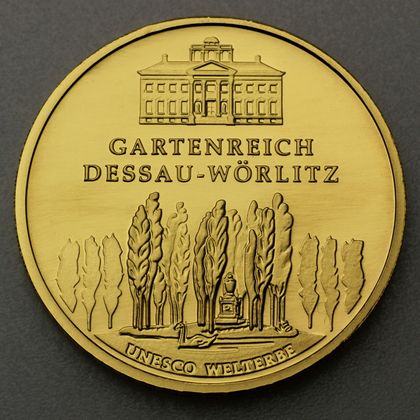 GARTENREICH
DESSAU-WÖRLITZ
UNESCO WELTERBE